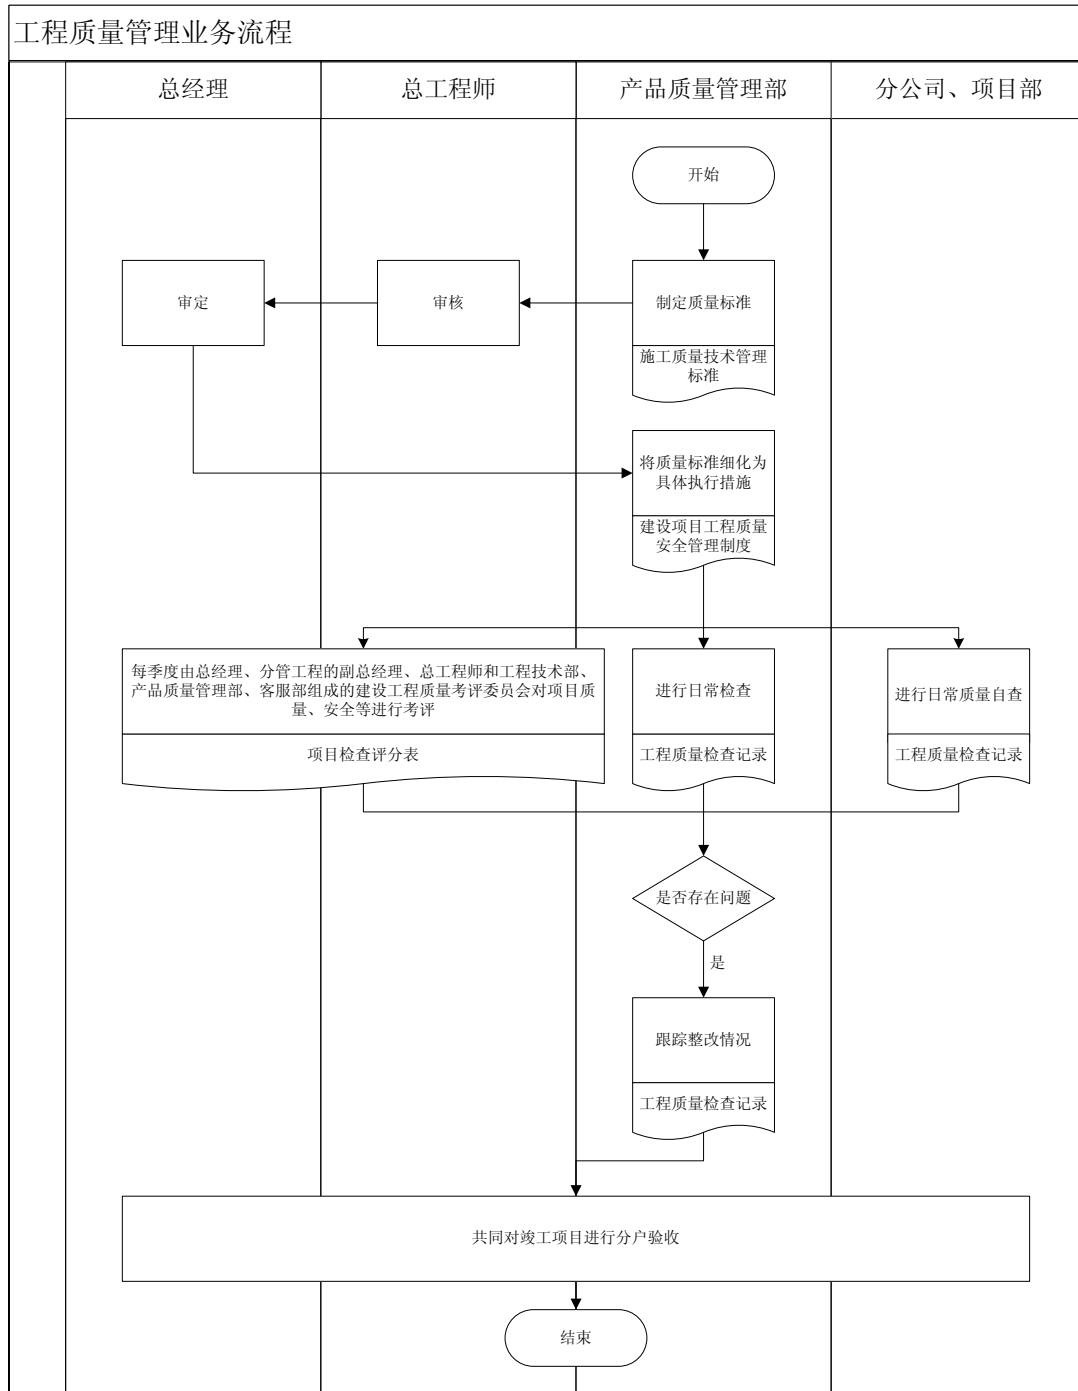 工程质量管理业务流程
总经理
总工程师
产品质量管理部
分公司、项目部
开始
审定
审核
制定质量标准
施工质量技术管理
标准
将质量标准细化为
具体执行措施
建设项目工程质量
安全管理制度
每季度由总经理、分管工程的副总经理、总工程师和工程技术部、
产品质量管理部、客服部组成的建设工程质量考评委员会对项目质
量、安全等进行考评
项目检查评分表
进行日常检查
工程质量检查记录
进行日常质量自查
工程质量检查记录
是否存在问题
是
跟踪整改情况
工程质量检查记录
共同对竣工项目进行分户验收
结束